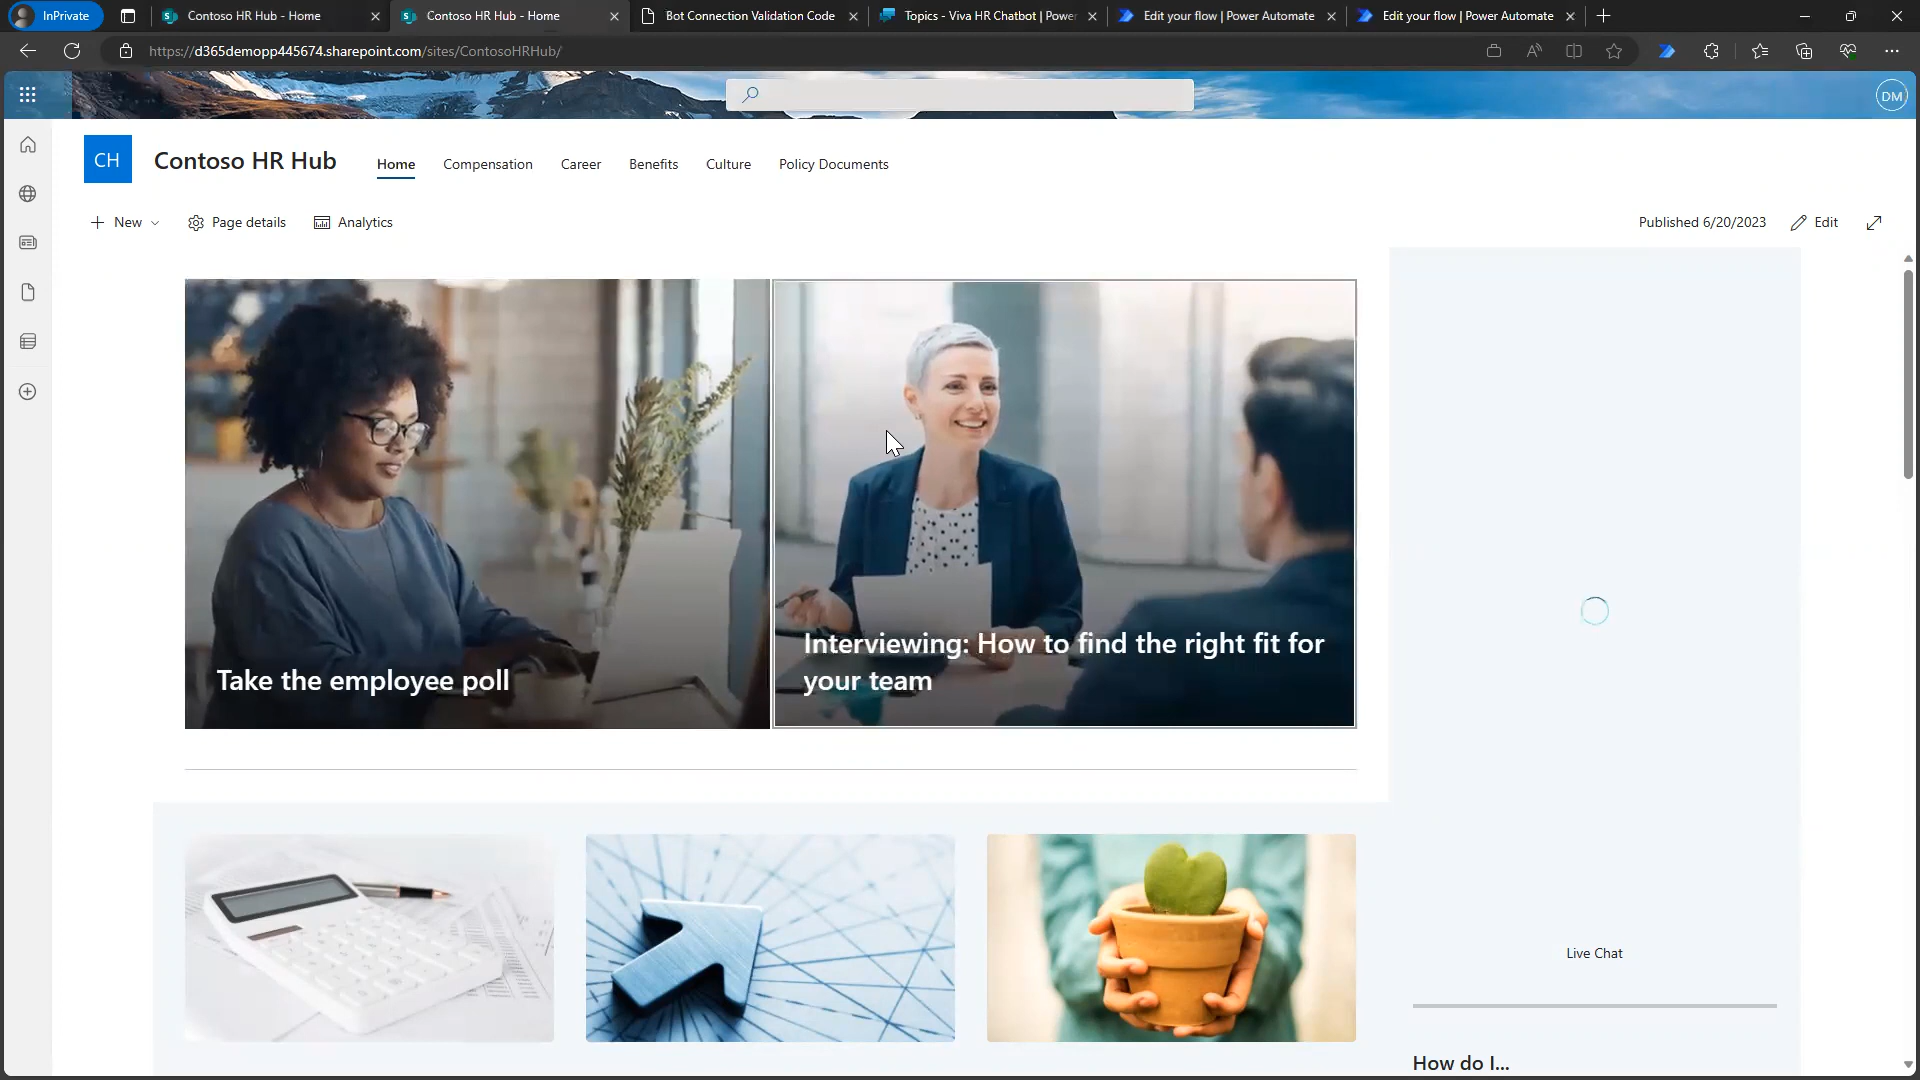 InPrivate
Contoso HR Hub - Home
Contoso HR Hub - Home
Bot Connection Validation Code
Topics - Viva HR Chatbot | Powe
Edit your flow | Power Automate
Edit your flow | Power Automate
https://d365demopp445674.sharepoint.com/sites/ContosoHRHub/
DM
CH
Contoso HR Hub
Home
Compensation
Career
Benefits
Culture
Policy Documents
New
Page details
Analytics
Published 6/20/2023
Edit
Take the employee poll
Interviewing: How to find the right fit for
your team
Live Chat
How do I...